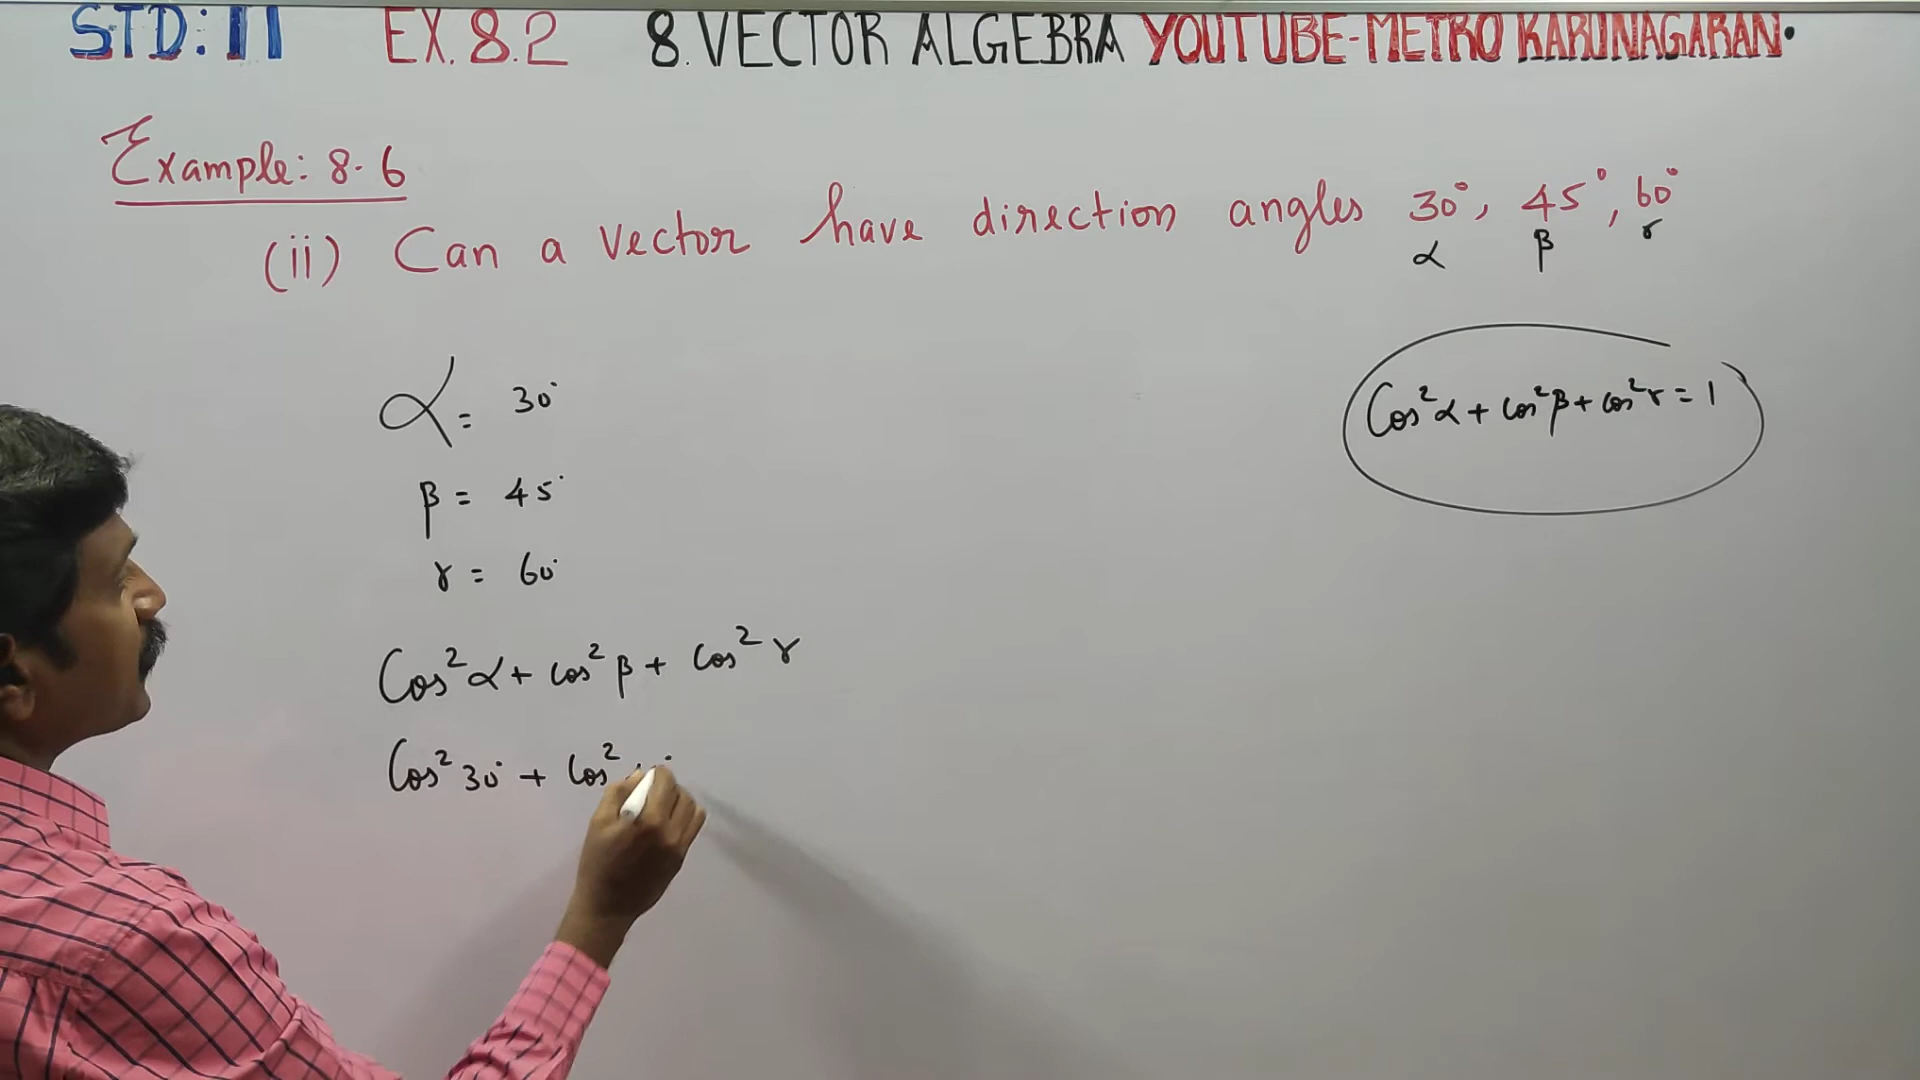 STD: 11 EX. 8.2 8. VECTOR ALGEBRA YOUTUBE-METRO KARUNAGARAN.
Example: 8.6
(ii) Can a vector have direction angles 30°, 45°, 60°
α β γ
α = 30°
Cos²α + cos²β + cos²γ = 1
β = 45°
γ = 60°
Cos²α + cos²β + cos²γ
Cos²30° + Cos²